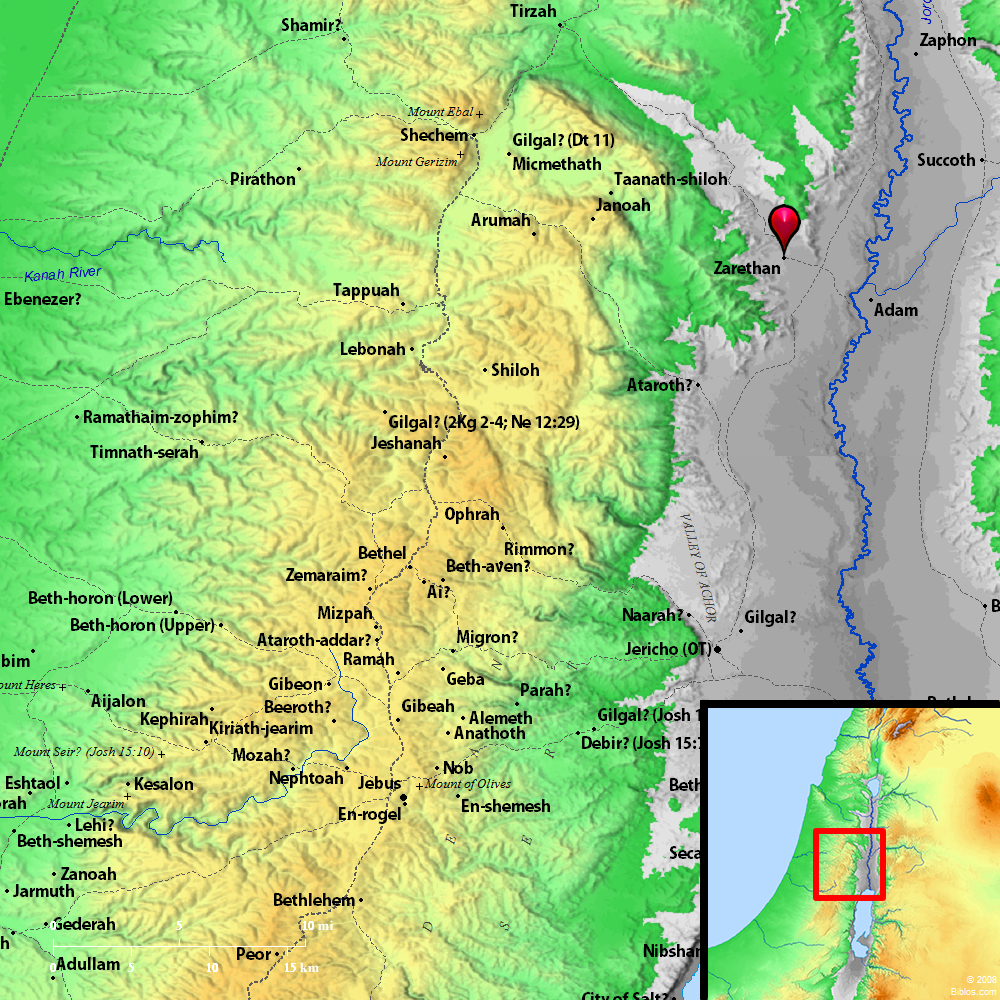 Tirzah
Shamir?
Jor
Zaphon
Mount Ebal
Shechem
Gilgal? (Dt 11)
Mount Gerizim
Micmethath
Succoth
Pirathon
Taanath-shiloh
Janoah
Arumah
Zarethan
Kanah River
Ebenezer?
Tappuah
Adam
Lebonah
Shiloh
Ataroth?
Ramathaim-zophim?
Gilgal? (2Kg 2-4; Ne 12:29)
Jeshanah
Timnath-serah
Ophrah
VALLEY OF ACHOR
Bethel
Rimmon?
Beth-aven?
Zemaraim?
Ai?
Beth-horon (Lower)
B
Mizpah
Naarah?
Gilgal?
Beth-horon (Upper)
Ataroth-addar?
Migron?
Jericho (OT)
bim
Ramah
N
Geba
ount Heres
Gibeon
Parah?
Aijalon
Beeroth?
Gibeah
Kephirah
Alemeth
Gilgal? (Josh 1
Kiriath-jearim
Anathoth
Debir? (Josh 15:
Mount Seir? (Josh 15:10)
Mozah?
R
Nob
Nephtoah
Eshtaol
Kesalon
Jebus
Mount of Olives
Beth
rah
Mount Jearim
En-shemesh
En-rogel
Lehi?
Beth-shemesh
E
E
Seca
Zanoah
Jarmuth
Bethlehem
Gederah
0
5
10 mi
D
S
h
Peor
Nibshan
Adullam
0
5
10
15 km
City of Salt?
© 2008
Biblos.com